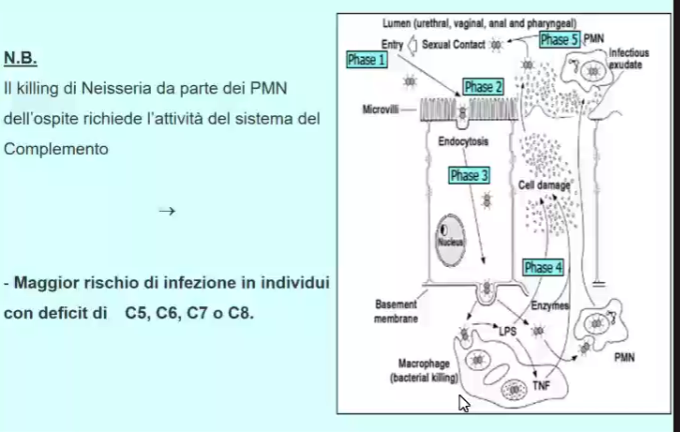 N.B.
Il killing di Neisseria da parte dei PMN
dell'ospite richiede l'attività del sistema del
Complemento
→
- Maggior rischio di infezione in individui
con deficit di C5, C6, C7 o C8.
Lumen (urethral, vaginal, anal and pharyngeal)
Entry Sexual Contact
Phase 5
PMN
Infectious
exudate
Phase 1
Phase 2
Microvilli
Endocytosis
Phase 3
Cell damage
Nucleus
Phase 4
Basement
membrane
Enzymes
LPS
Macrophage
(bacterial killing)
TNF
PMN